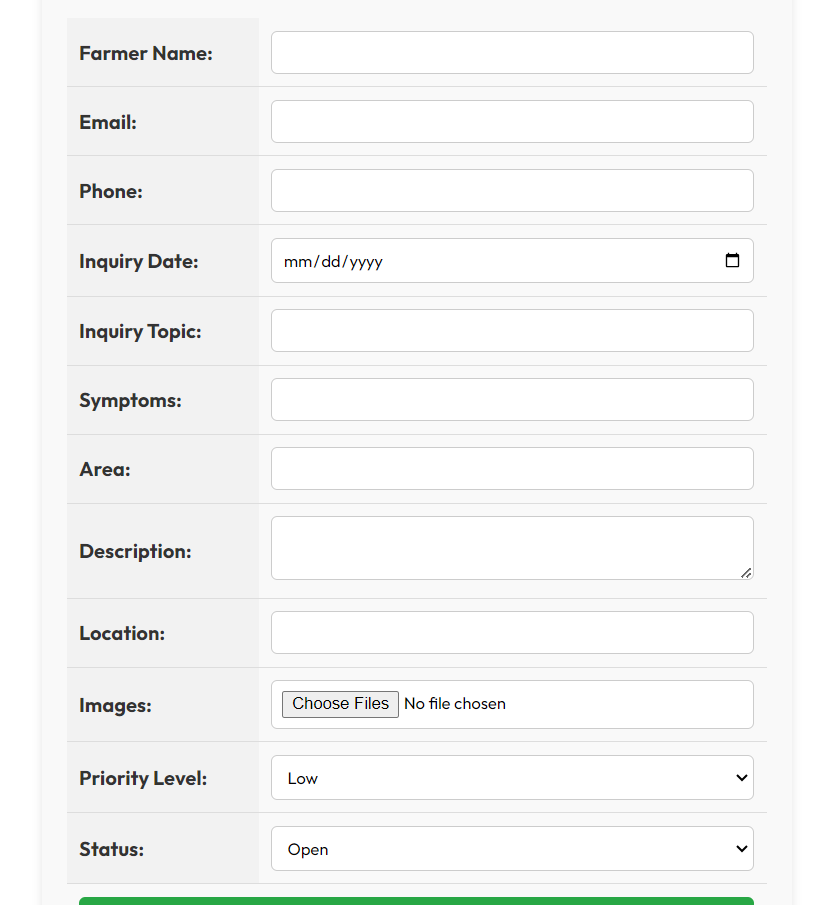 Farmer Name:
Email:
Phone:
Inquiry Date: mm/dd/yyyy
Inquiry Topic:
Symptoms:
Area:
Description:
Location:
Images: Choose Files No file chosen
Priority Level: Low
Status: Open